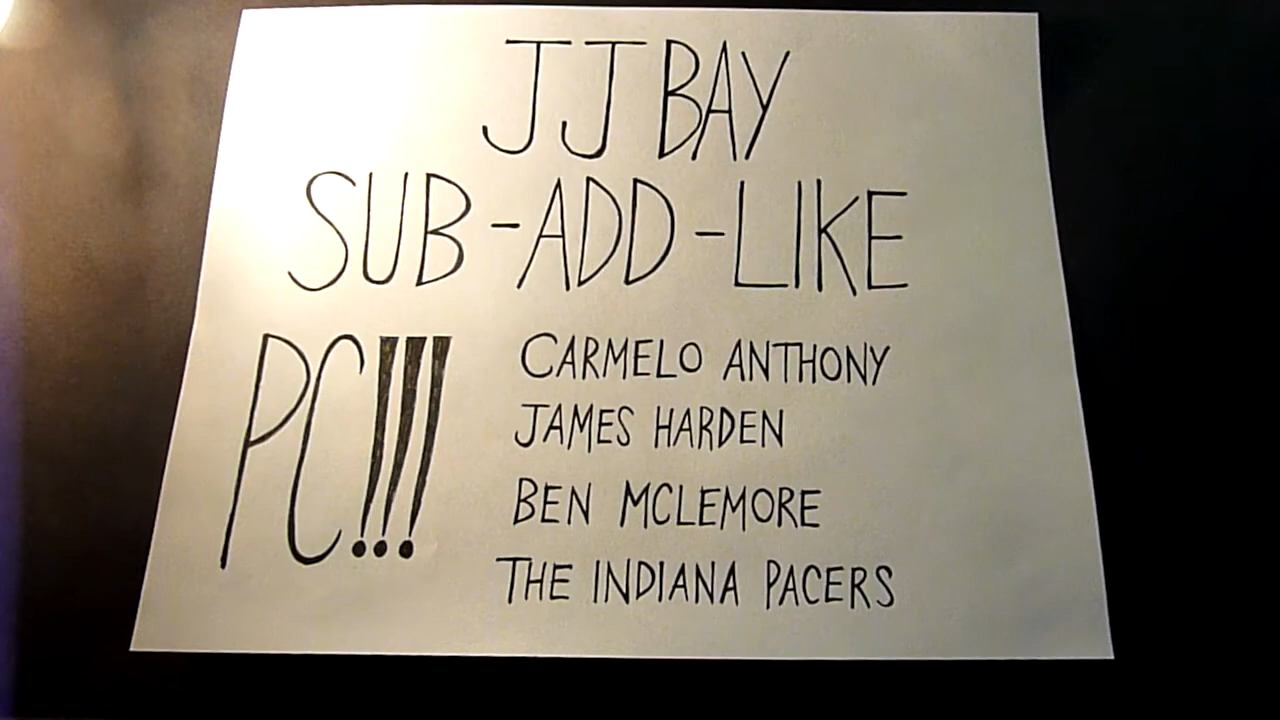 JJ BAY
SUB-ADD-LIKE
PC!!!
CARMELO ANTHONY
JAMES HARDEN
BEN MCLEMORE
THE INDIANA PACERS